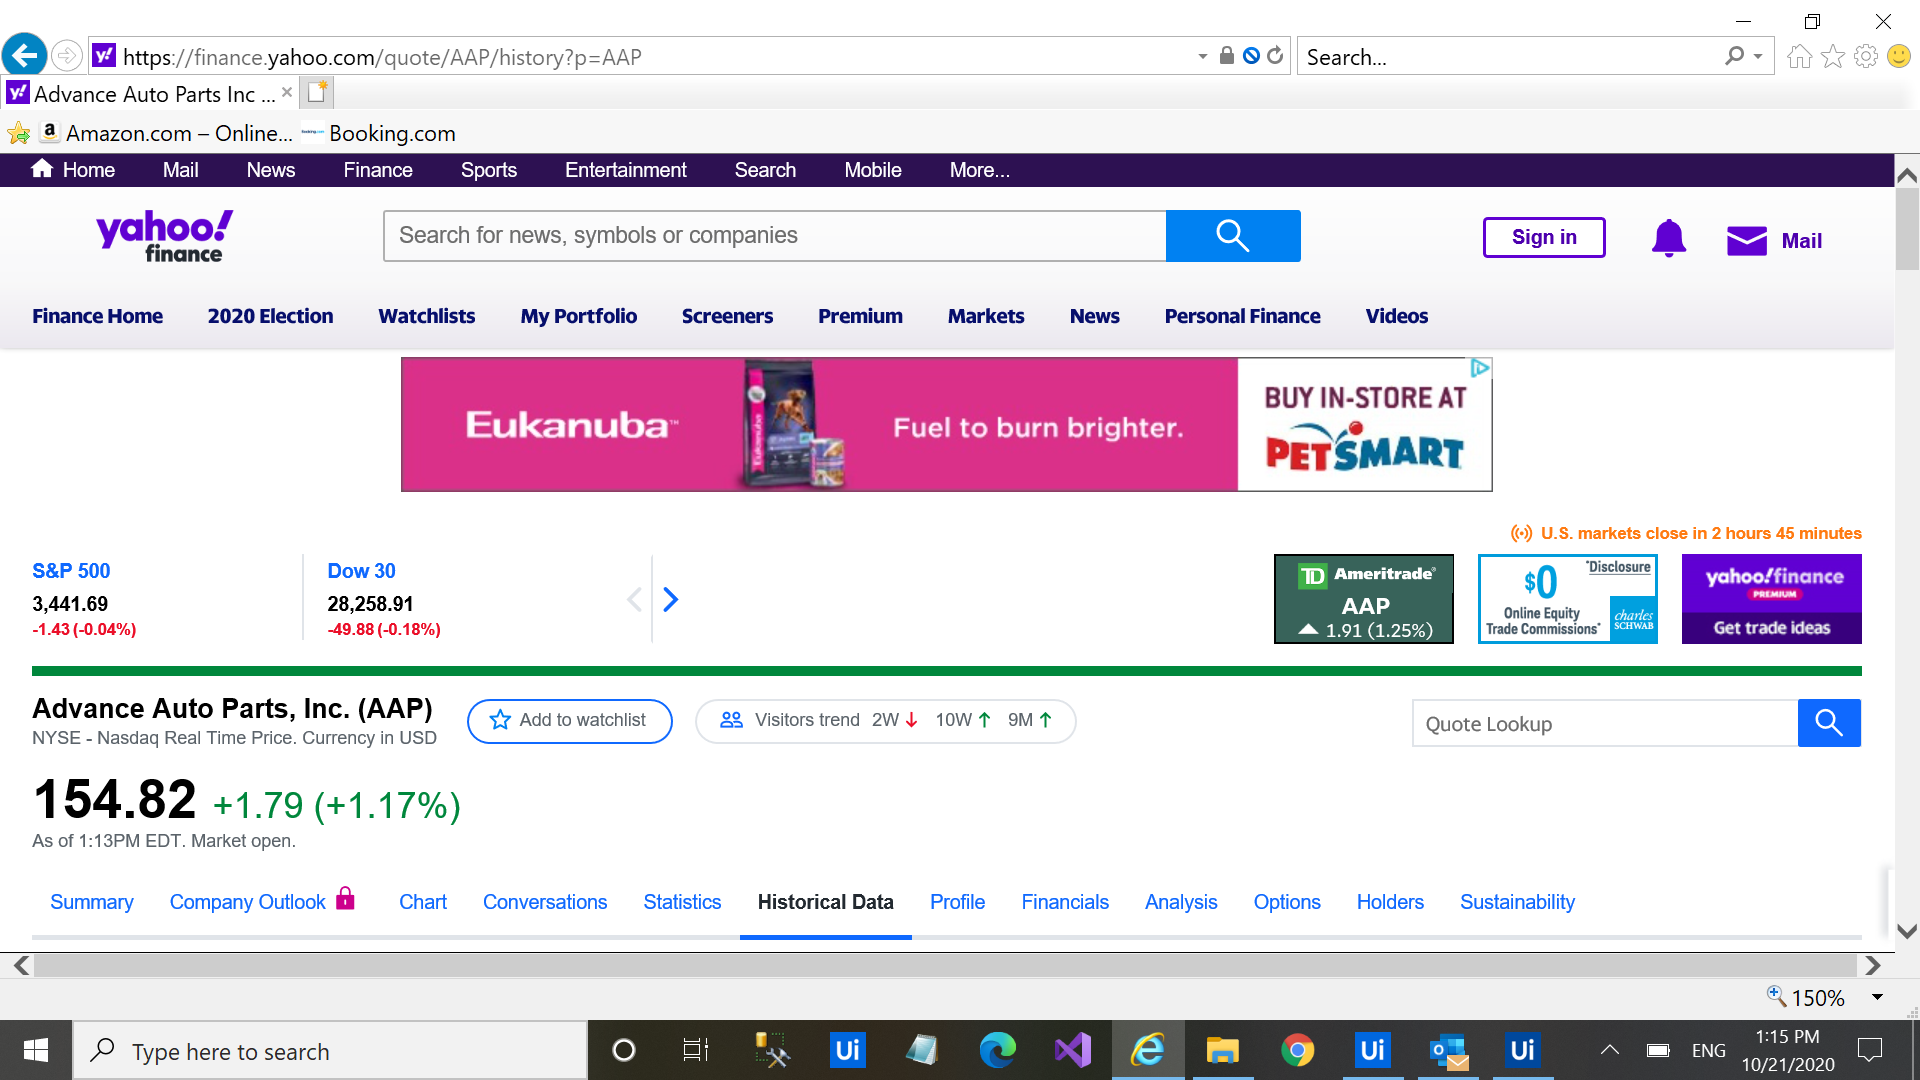 https://finance.yahoo.com/quote/AAP/history?p=AAP
Search...
Advance Auto Parts Inc ...
Amazon.com – Online...
Booking.com
Home Mail News Finance Sports Entertainment Search Mobile More...
yahoo!
finance
Search for news, symbols or companies
Sign in
Mail
Finance Home 2020 Election Watchlists My Portfolio Screeners Premium Markets News Personal Finance Videos
Eukanuba™
Fuel to burn brighter.
BUY IN-STORE AT
PETSMART
U.S. markets close in 2 hours 45 minutes
S&P 500
3,441.69
-1.43 (-0.04%)
Dow 30
28,258.91
-49.88 (-0.18%)
TD Ameritrade
AAP
1.91 (1.25%)
$0
*Disclosure
Online Equity
Trade Commissions*
charles
SCHWAB
yahoo!finance
PREMIUM
Get trade ideas
Advance Auto Parts, Inc. (AAP)
NYSE - Nasdaq Real Time Price. Currency in USD
Add to watchlist
Visitors trend 2W 10W 9M
Quote Lookup
154.82 +1.79 (+1.17%)
As of 1:13PM EDT. Market open.
Summary Company Outlook Chart Conversations Statistics Historical Data Profile Financials Analysis Options Holders Sustainability
150%
Type here to search
Ui
Ui
Ui
ENG
1:15 PM
10/21/2020